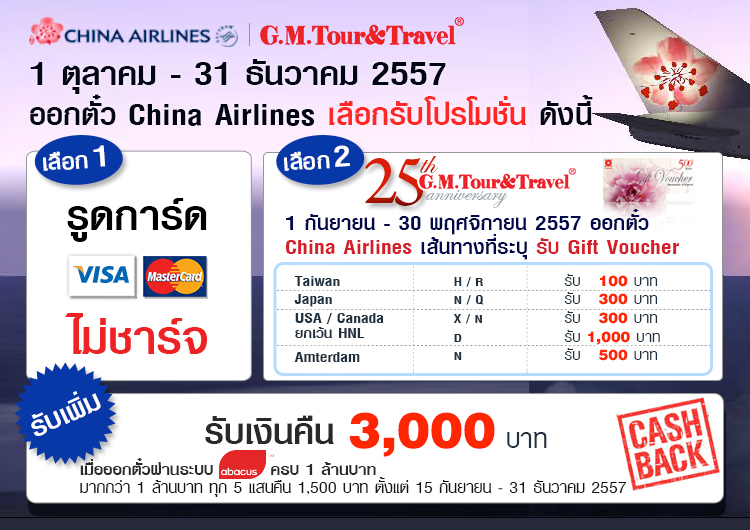 CHINA AIRLINES G.M.Tour&Travel®
1 ตุลาคม - 31 ธันวาคม 2557
ออกตั๋ว China Airlines เลือกรับโปรโมชั่น ดังนี้
เลือก 1
รูดการ์ด
VISA MasterCard
ไม่ชาร์จ
เลือก 2
25th G.M.Tour&Travel®
anniversary
500
Gift Voucher
1 กันยายน - 30 พฤศจิกายน 2557 ออกตั๋ว
China Airlines เส้นทางที่ระบุ รับ Gift Voucher
Taiwan H / R รับ 100 บาท
Japan N / Q รับ 300 บาท
USA / Canada X / N รับ 300 บาท
ยกเว้น HNL D รับ 1,000 บาท
Amterdam N รับ 500 บาท
รับเพิ่ม
รับเงินคืน 3,000 บาท
CASH
BACK
เมื่อออกตั๋วผ่านระบบ abacus ครบ 1 ล้านบาท
มากกว่า 1 ล้านบาท ทุก 5 แสนคืน 1,500 บาท ตั้งแต่ 15 กันยายน - 31 ธันวาคม 2557